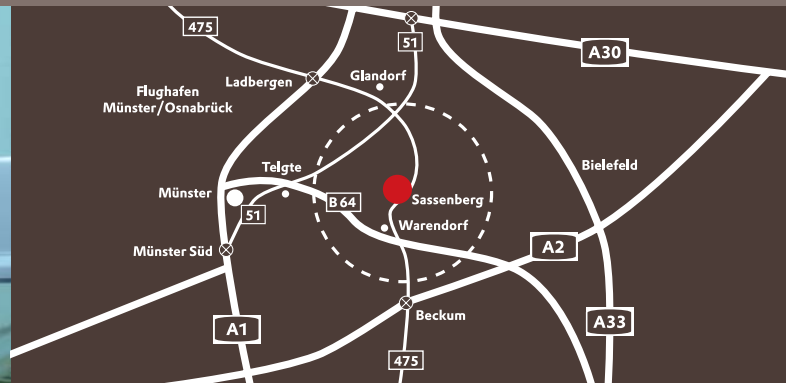 475
51
A30
Ladbergen
Glandorf
Flughafen
Münster/Osnabrück
Bielefeld
Telgte
Münster
B 64
Sassenberg
51
Warendorf
Münster Süd
A2
Beckum
A1
A33
475